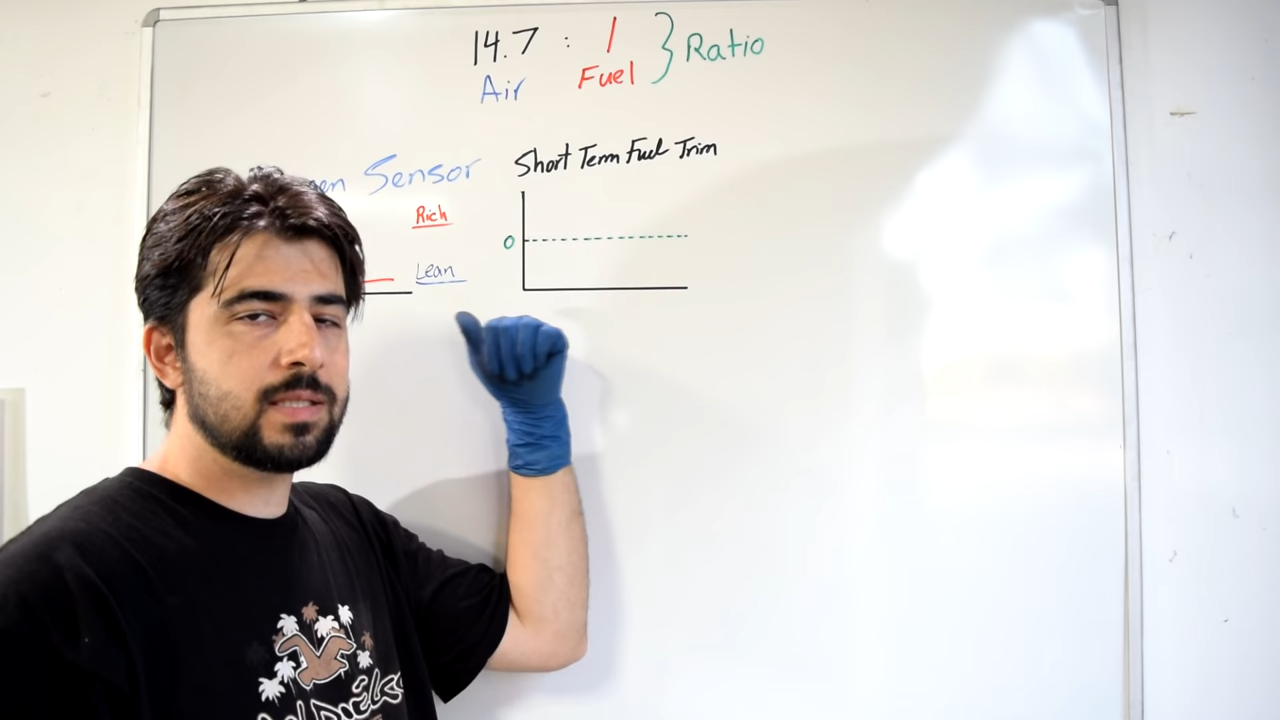 14.7 : 1 } Ratio
Air Fuel
Sensor
Short Term Fuel Trim
Rich
Lean
0